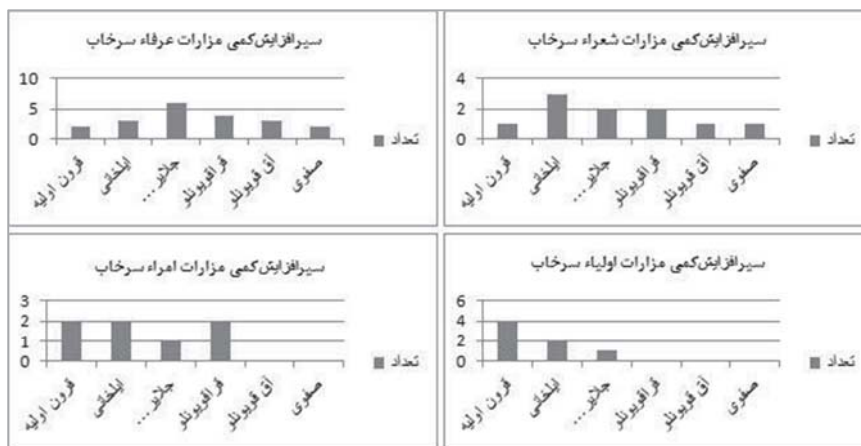 سیرافزایش‌کمی مزارات شعراء سرخاب
4
2
0
تعداد
قرون اولیه
ایلخانی
جلایر...
قراقویونلو
آق قویونلو
صفوی
سیرافزایش‌کمی مزارات عرفاء سرخاب
10
5
0
تعداد
قرون اولیه
ایلخانی
جلایر...
قراقویونلو
آق قویونلو
صفوی
سیرافزایش‌کمی مزارات اولیاء سرخاب
6
4
2
0
تعداد
قرون اولیه
ایلخانی
جلایر...
قراقویونلو
آق قویونلو
صفوی
سیرافزایش‌کمی مزارات امراء سرخاب
3
2
1
0
تعداد
قرون اولیه
ایلخانی
جلایر...
قراقویونلو
آق قویونلو
صفوی